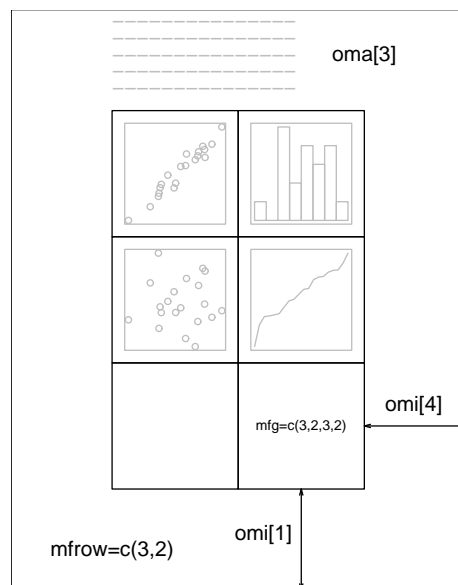 oma[3]
mfg=c(3,2,3,2)
omi[4]
omi[1]
mfrow=c(3,2)